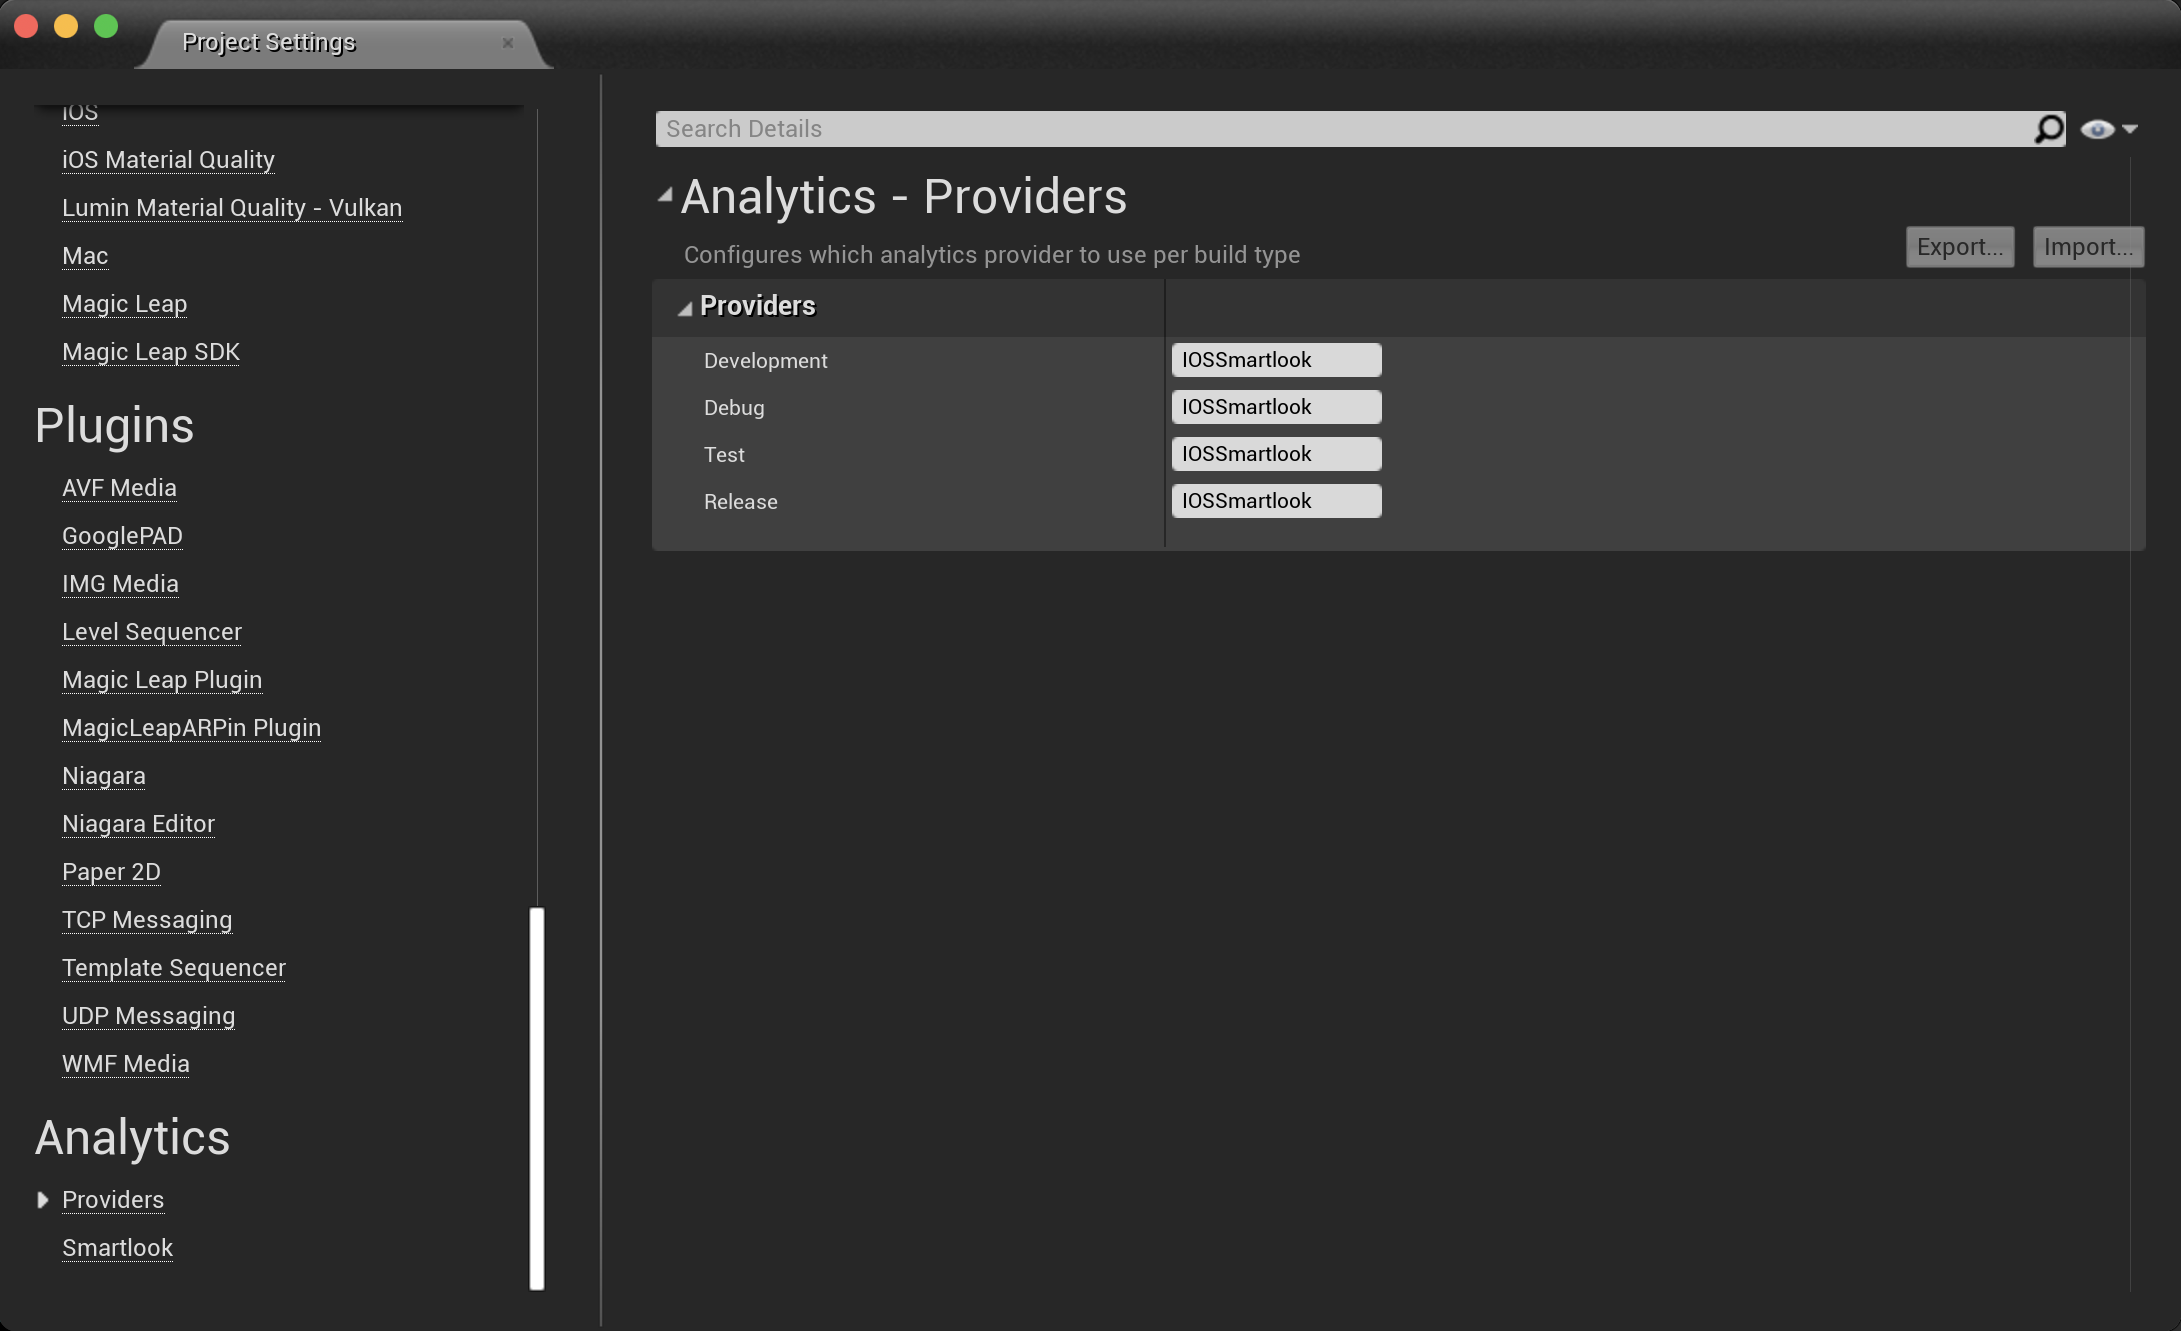 Project Settings
iOS
iOS Material Quality
Lumin Material Quality - Vulkan
Mac
Magic Leap
Magic Leap SDK
Plugins
AVF Media
GooglePAD
IMG Media
Level Sequencer
Magic Leap Plugin
MagicLeapARPin Plugin
Niagara
Niagara Editor
Paper 2D
TCP Messaging
Template Sequencer
UDP Messaging
WMF Media
Analytics
Providers
Smartlook
Search Details
Analytics - Providers
Configures which analytics provider to use per build type
Export...
Import...
Providers
Development IOSSmartlook
Debug IOSSmartlook
Test IOSSmartlook
Release IOSSmartlook